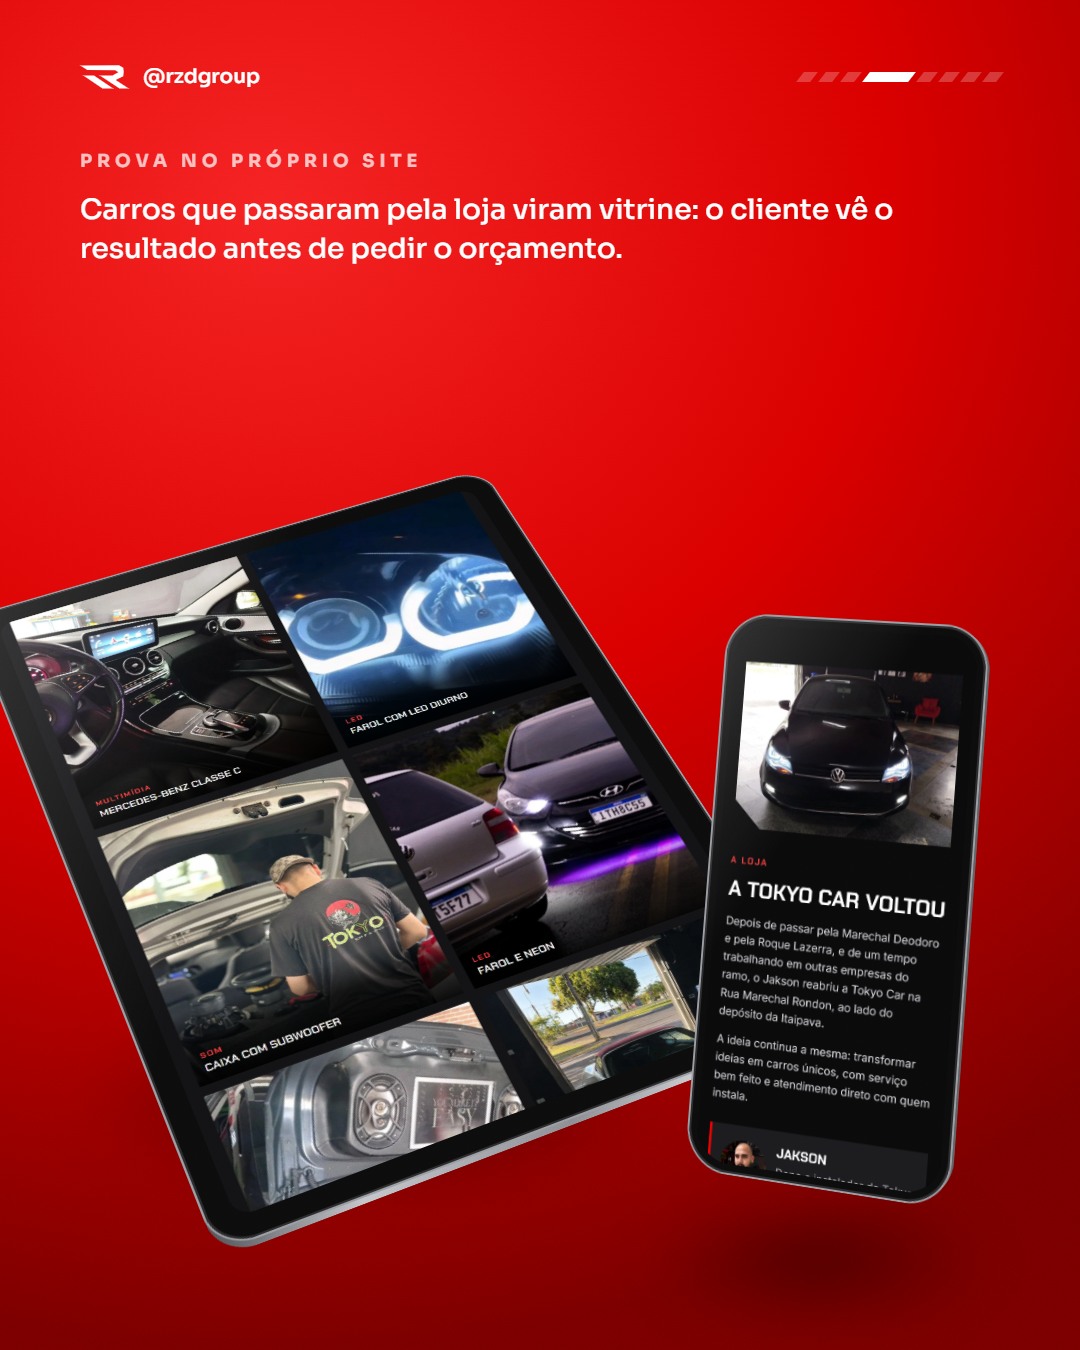 @rzdgroup
PROVA NO PRÓPRIO SITE
Carros que passaram pela loja viram vitrine: o cliente vê o
resultado antes de pedir o orçamento.
MULTIMÍDIA
MERCEDES-BENZ CLASSE C
LED
FAROL COM LED DIURNO
TOKYO
SOM
CAIXA COM SUBWOOFER
LED
FAROL E NEON
A LOJA
A TOKYO CAR VOLTOU
Depois de passar pela Marechal Deodoro
e pela Roque Lazerra, e de um tempo
trabalhando em outras empresas do
ramo, o Jakson reabriu a Tokyo Car na
Rua Marechal Rondon, ao lado do
depósito da Itaipava.
A ideia continua a mesma: transformar
ideias em carros únicos, com serviço
bem feito e atendimento direto com quem
instala.
JAKSON